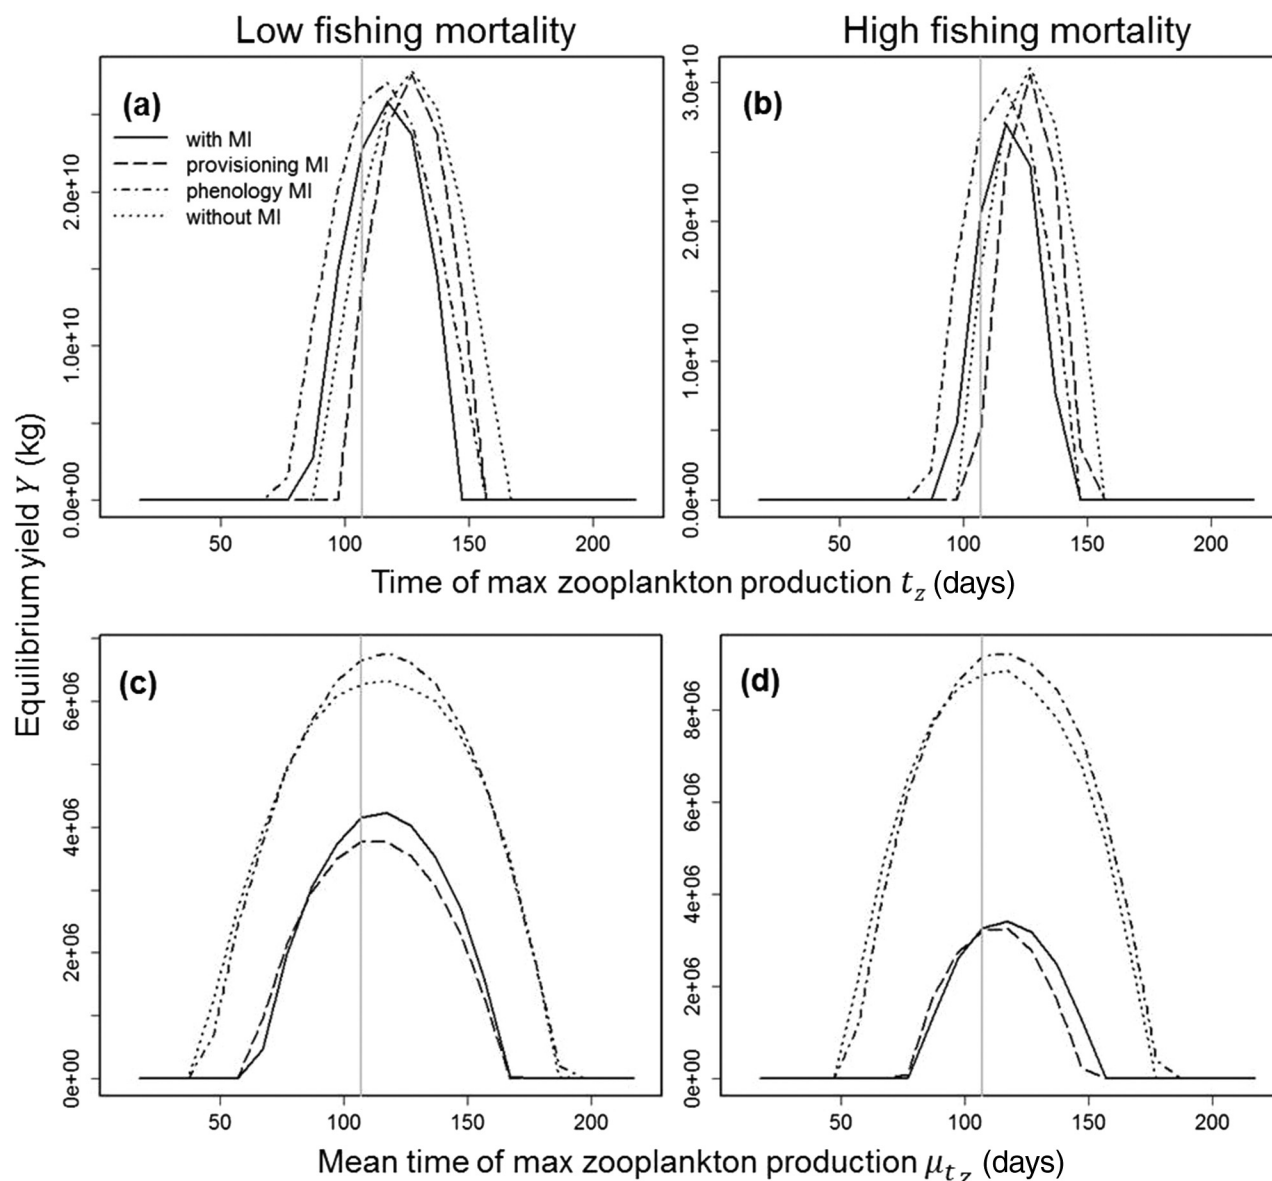 Low fishing mortality
High fishing mortality
(a)
with MI
provisioning MI
phenology MI
without MI
0.0e+00 1.0e+10 2.0e+10
50 100 150 200
(b)
0.0e+00 1.0e+10 2.0e+10 3.0e+10
50 100 150 200
Time of max zooplankton production t_z (days)
Equilibrium yield Y (kg)
(c)
0e+00 2e+06 4e+06 6e+06
50 100 150 200
(d)
0e+00 2e+06 4e+06 6e+06 8e+06
50 100 150 200
Mean time of max zooplankton production μ_{t_z} (days)